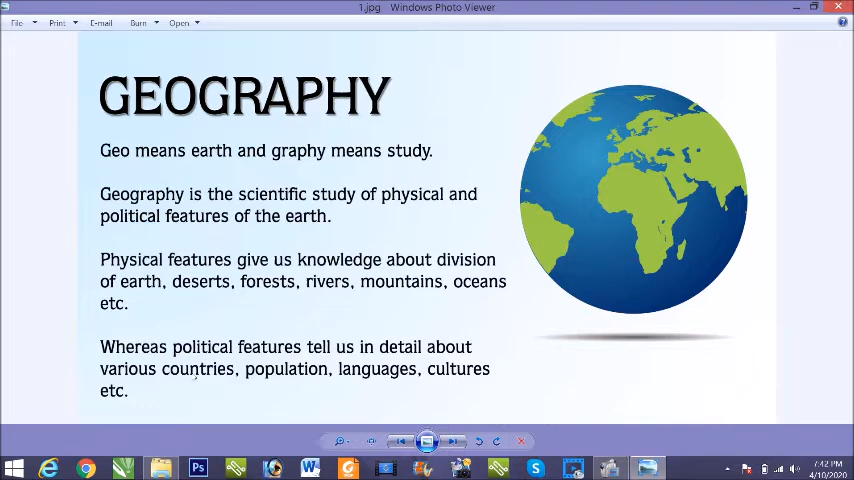 1.jpg - Windows Photo Viewer
File Print E-mail Burn Open
GEOGRAPHY
Geo means earth and graphy means study.
Geography is the scientific study of physical and
political features of the earth.
Physical features give us knowledge about division
of earth, deserts, forests, rivers, mountains, oceans
etc.
Whereas political features tell us in detail about
various countries, population, languages, cultures
etc.
7:42 PM
4/10/2020